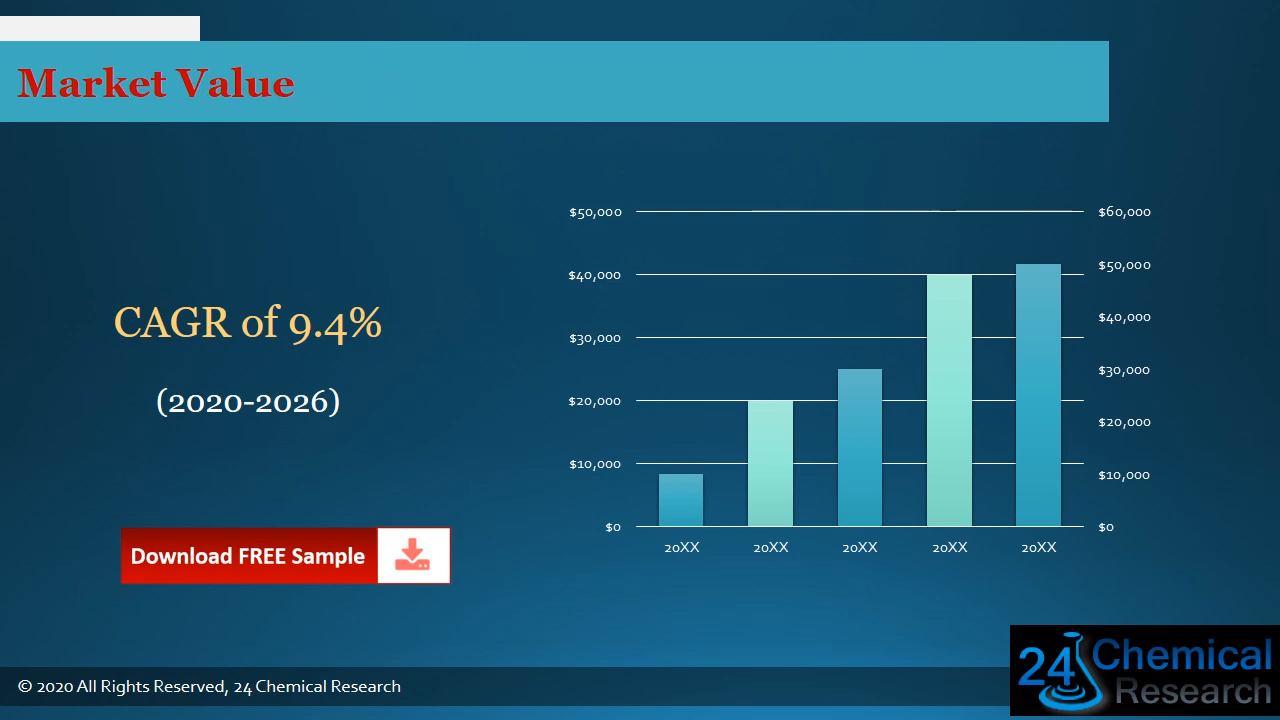 Market Value
CAGR of 9.4%
(2020-2026)
Download FREE Sample
$50,000
$40,000
$30,000
$20,000
$10,000
$0
$60,000
$50,000
$40,000
$30,000
$20,000
$10,000
$0
20XX 20XX 20XX 20XX 20XX
© 2020 All Rights Reserved, 24 Chemical Research
24 Chemical
Research